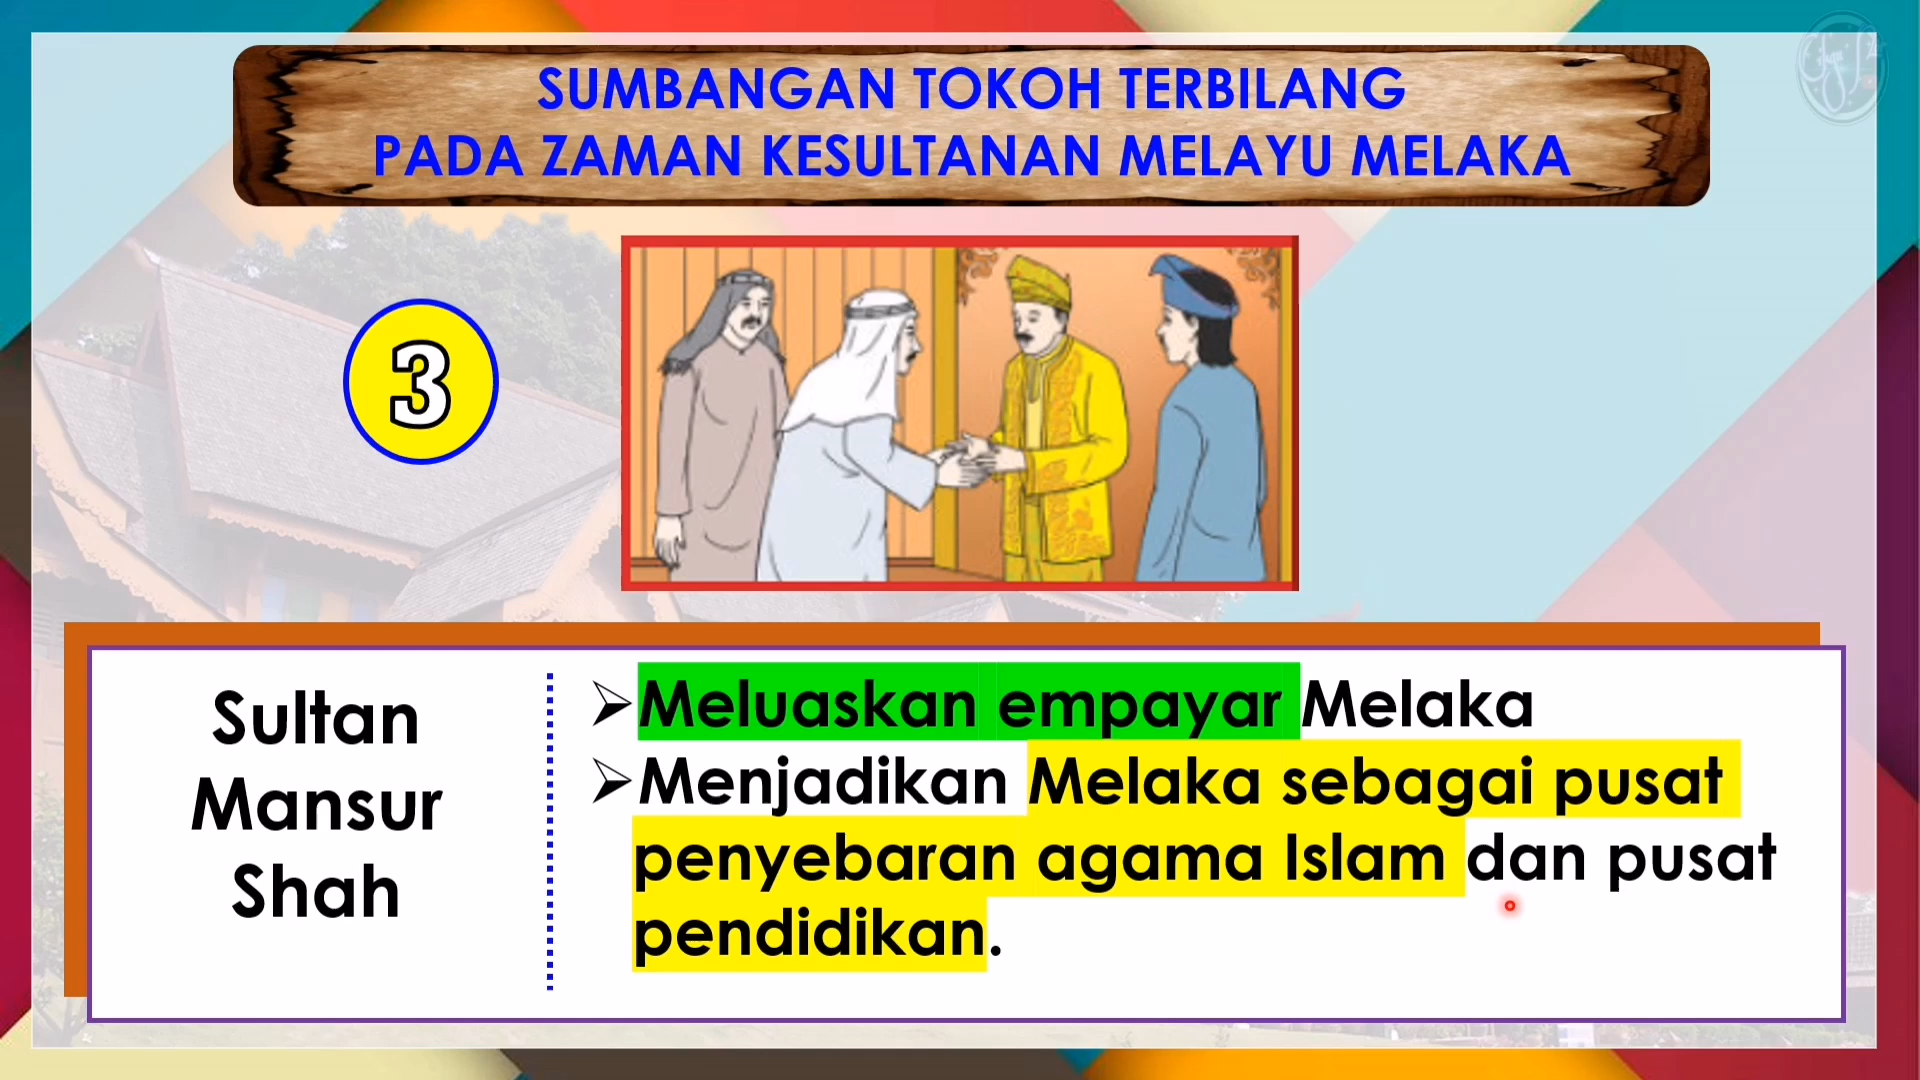 SUMBANGAN TOKOH TERBILANG
PADA ZAMAN KESULTANAN MELAYU MELAKA
3
Sultan
Mansur
Shah
➢Meluaskan empayar Melaka
➢Menjadikan Melaka sebagai pusat
penyebaran agama Islam dan pusat
pendidikan.